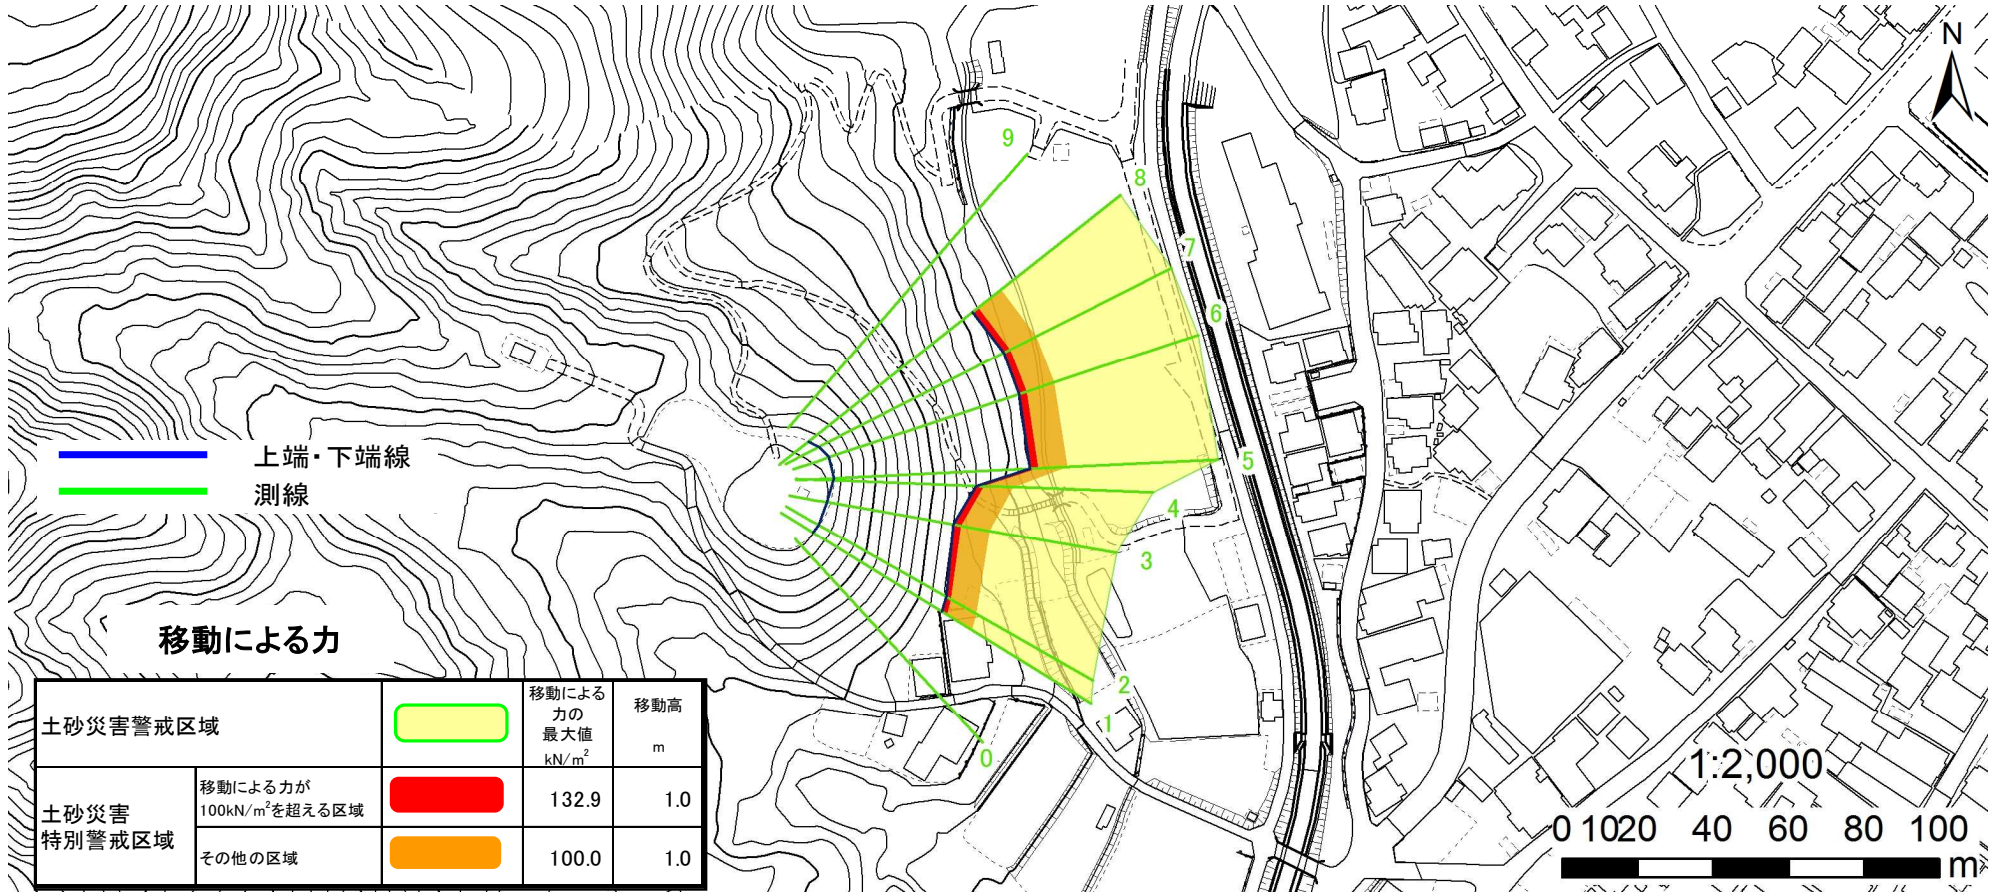 N
9
8
7
6
5
4
3
2
1
0
上端・下端線
測線
移動による力
土砂災害警戒区域
移動による
力の
最大値
kN/m²
移動高
m
土砂災害
特別警戒区域
移動による力が
100kN/m²を超える区域
132.9
1.0
その他の区域
100.0
1.0
1:2,000
0 1020 40 60 80 100
m